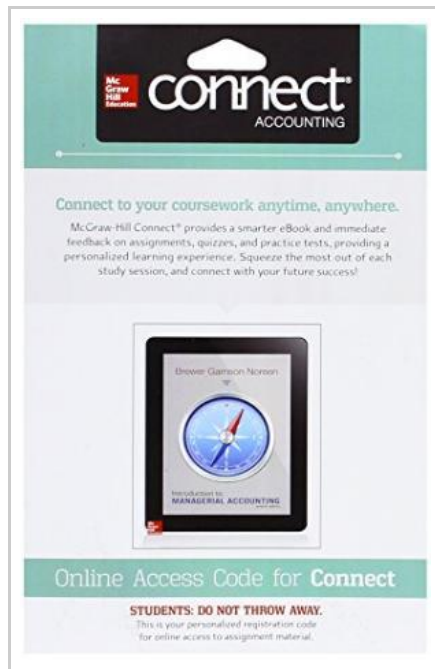 Mc
Graw
Hill
Education
connect®
ACCOUNTING
Connect to your coursework anytime, anywhere.
McGraw-Hill Connect® provides a smarter eBook and immediate
feedback on assignments, quizzes, and practice tests, providing a
personalized learning experience. Squeeze the most out of each
study session, and connect with your future success!
Brewer Garrison Noreen
Introduction to
MANAGERIAL ACCOUNTING
Online Access Code for Connect
STUDENTS: DO NOT THROW AWAY.
This is your personalized registration code
for online access to assignment material.